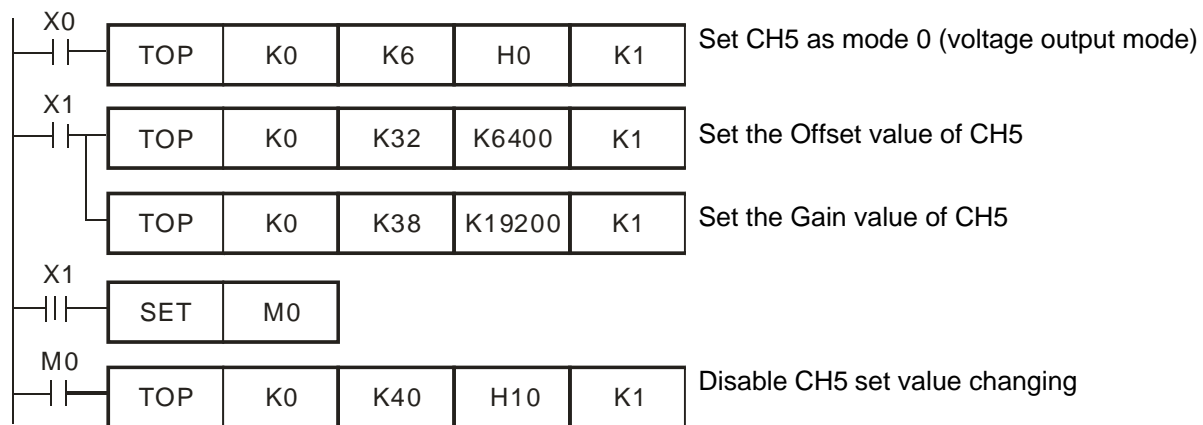 X0
TOP K0 K6 H0 K1 Set CH5 as mode 0 (voltage output mode)
X1
TOP K0 K32 K6400 K1 Set the Offset value of CH5
TOP K0 K38 K19200 K1 Set the Gain value of CH5
X1
SET M0
M0
TOP K0 K40 H10 K1 Disable CH5 set value changing